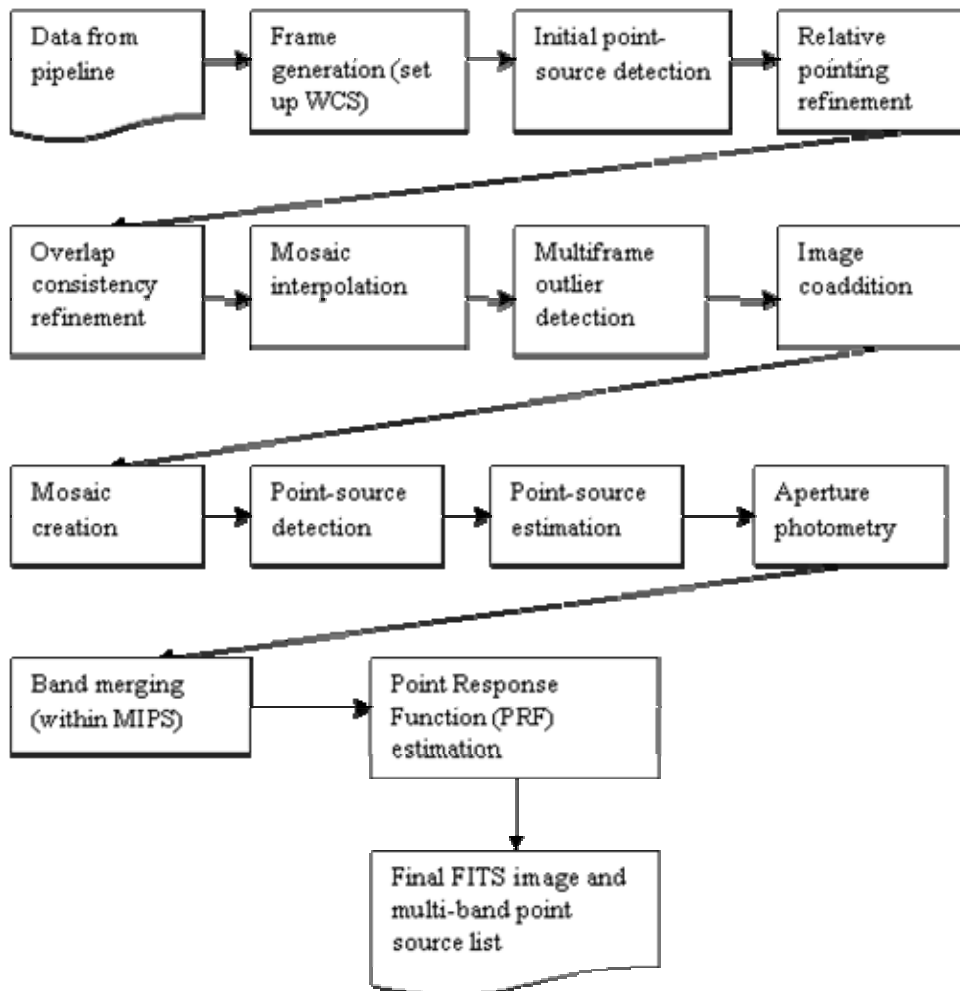 Data from
pipeline
Frame
generation (set
up WCS)
Initial point-
source detection
Relative
pointing
refinement
Overlap
consistency
refinement
Mosaic
interpolation
Multiframe
outlier
detection
Image
coaddition
Mosaic
creation
Point-source
detection
Point-source
estimation
Aperture
photometry
Band merging
(within MIPS)
Point Response
Function (PRF)
estimation
Final FITS image and
multi-band point
source list